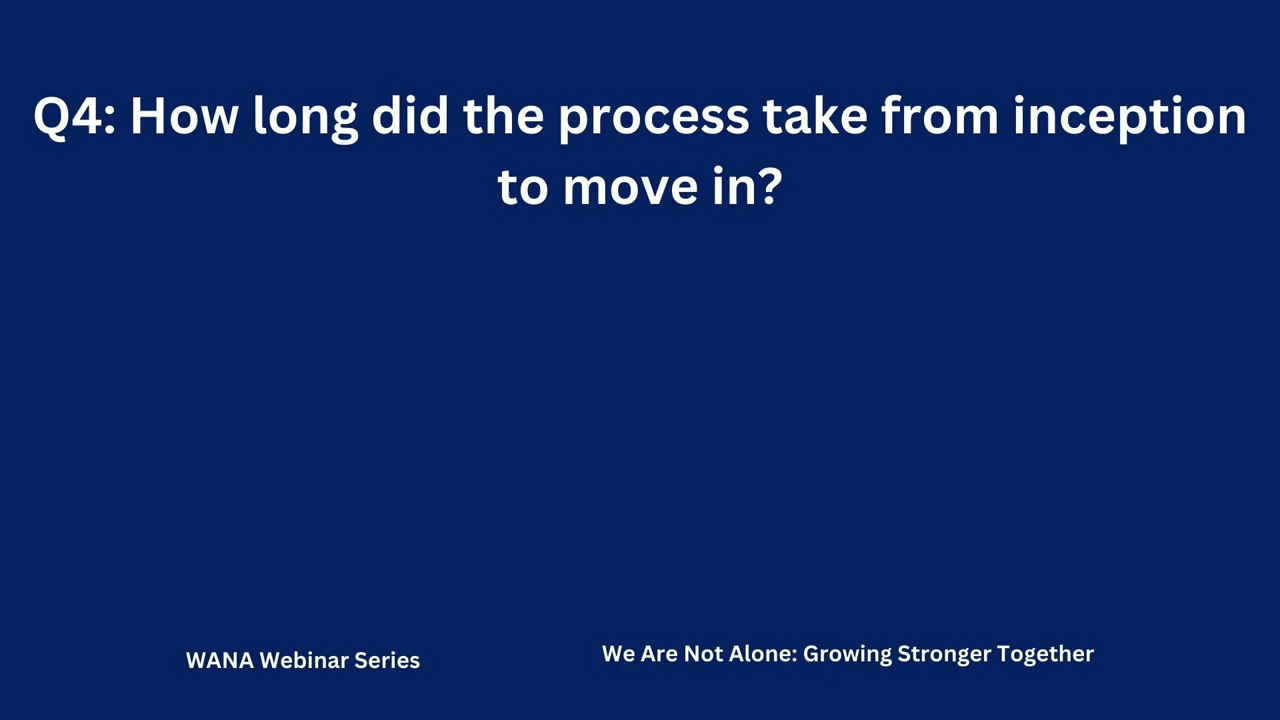 Q4: How long did the process take from inception
to move in?
WANA Webinar Series
We Are Not Alone: Growing Stronger Together